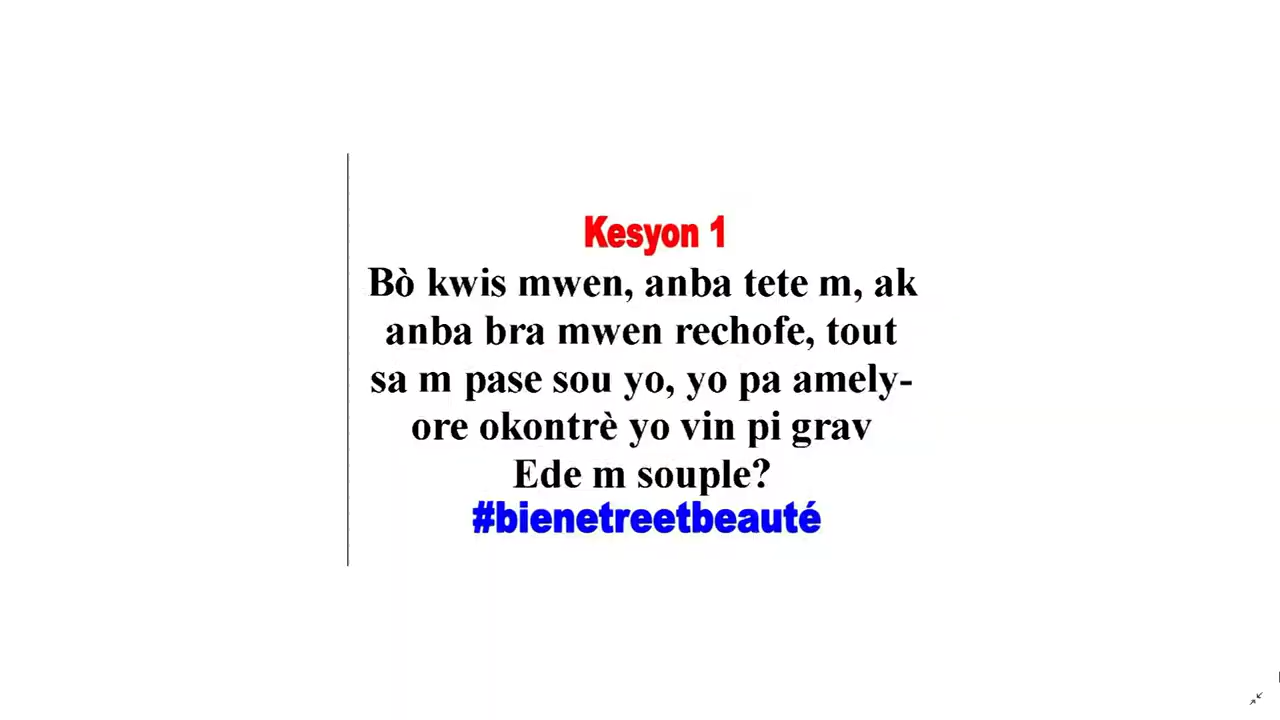 Kesyon 1
Bò kwis mwen, anba tete m, ak
anba bra mwen rechofe, tout
sa m pase sou yo, yo pa amely-
ore okontrè yo vin pi grav
Ede m souple?
#bienetreetbeauté